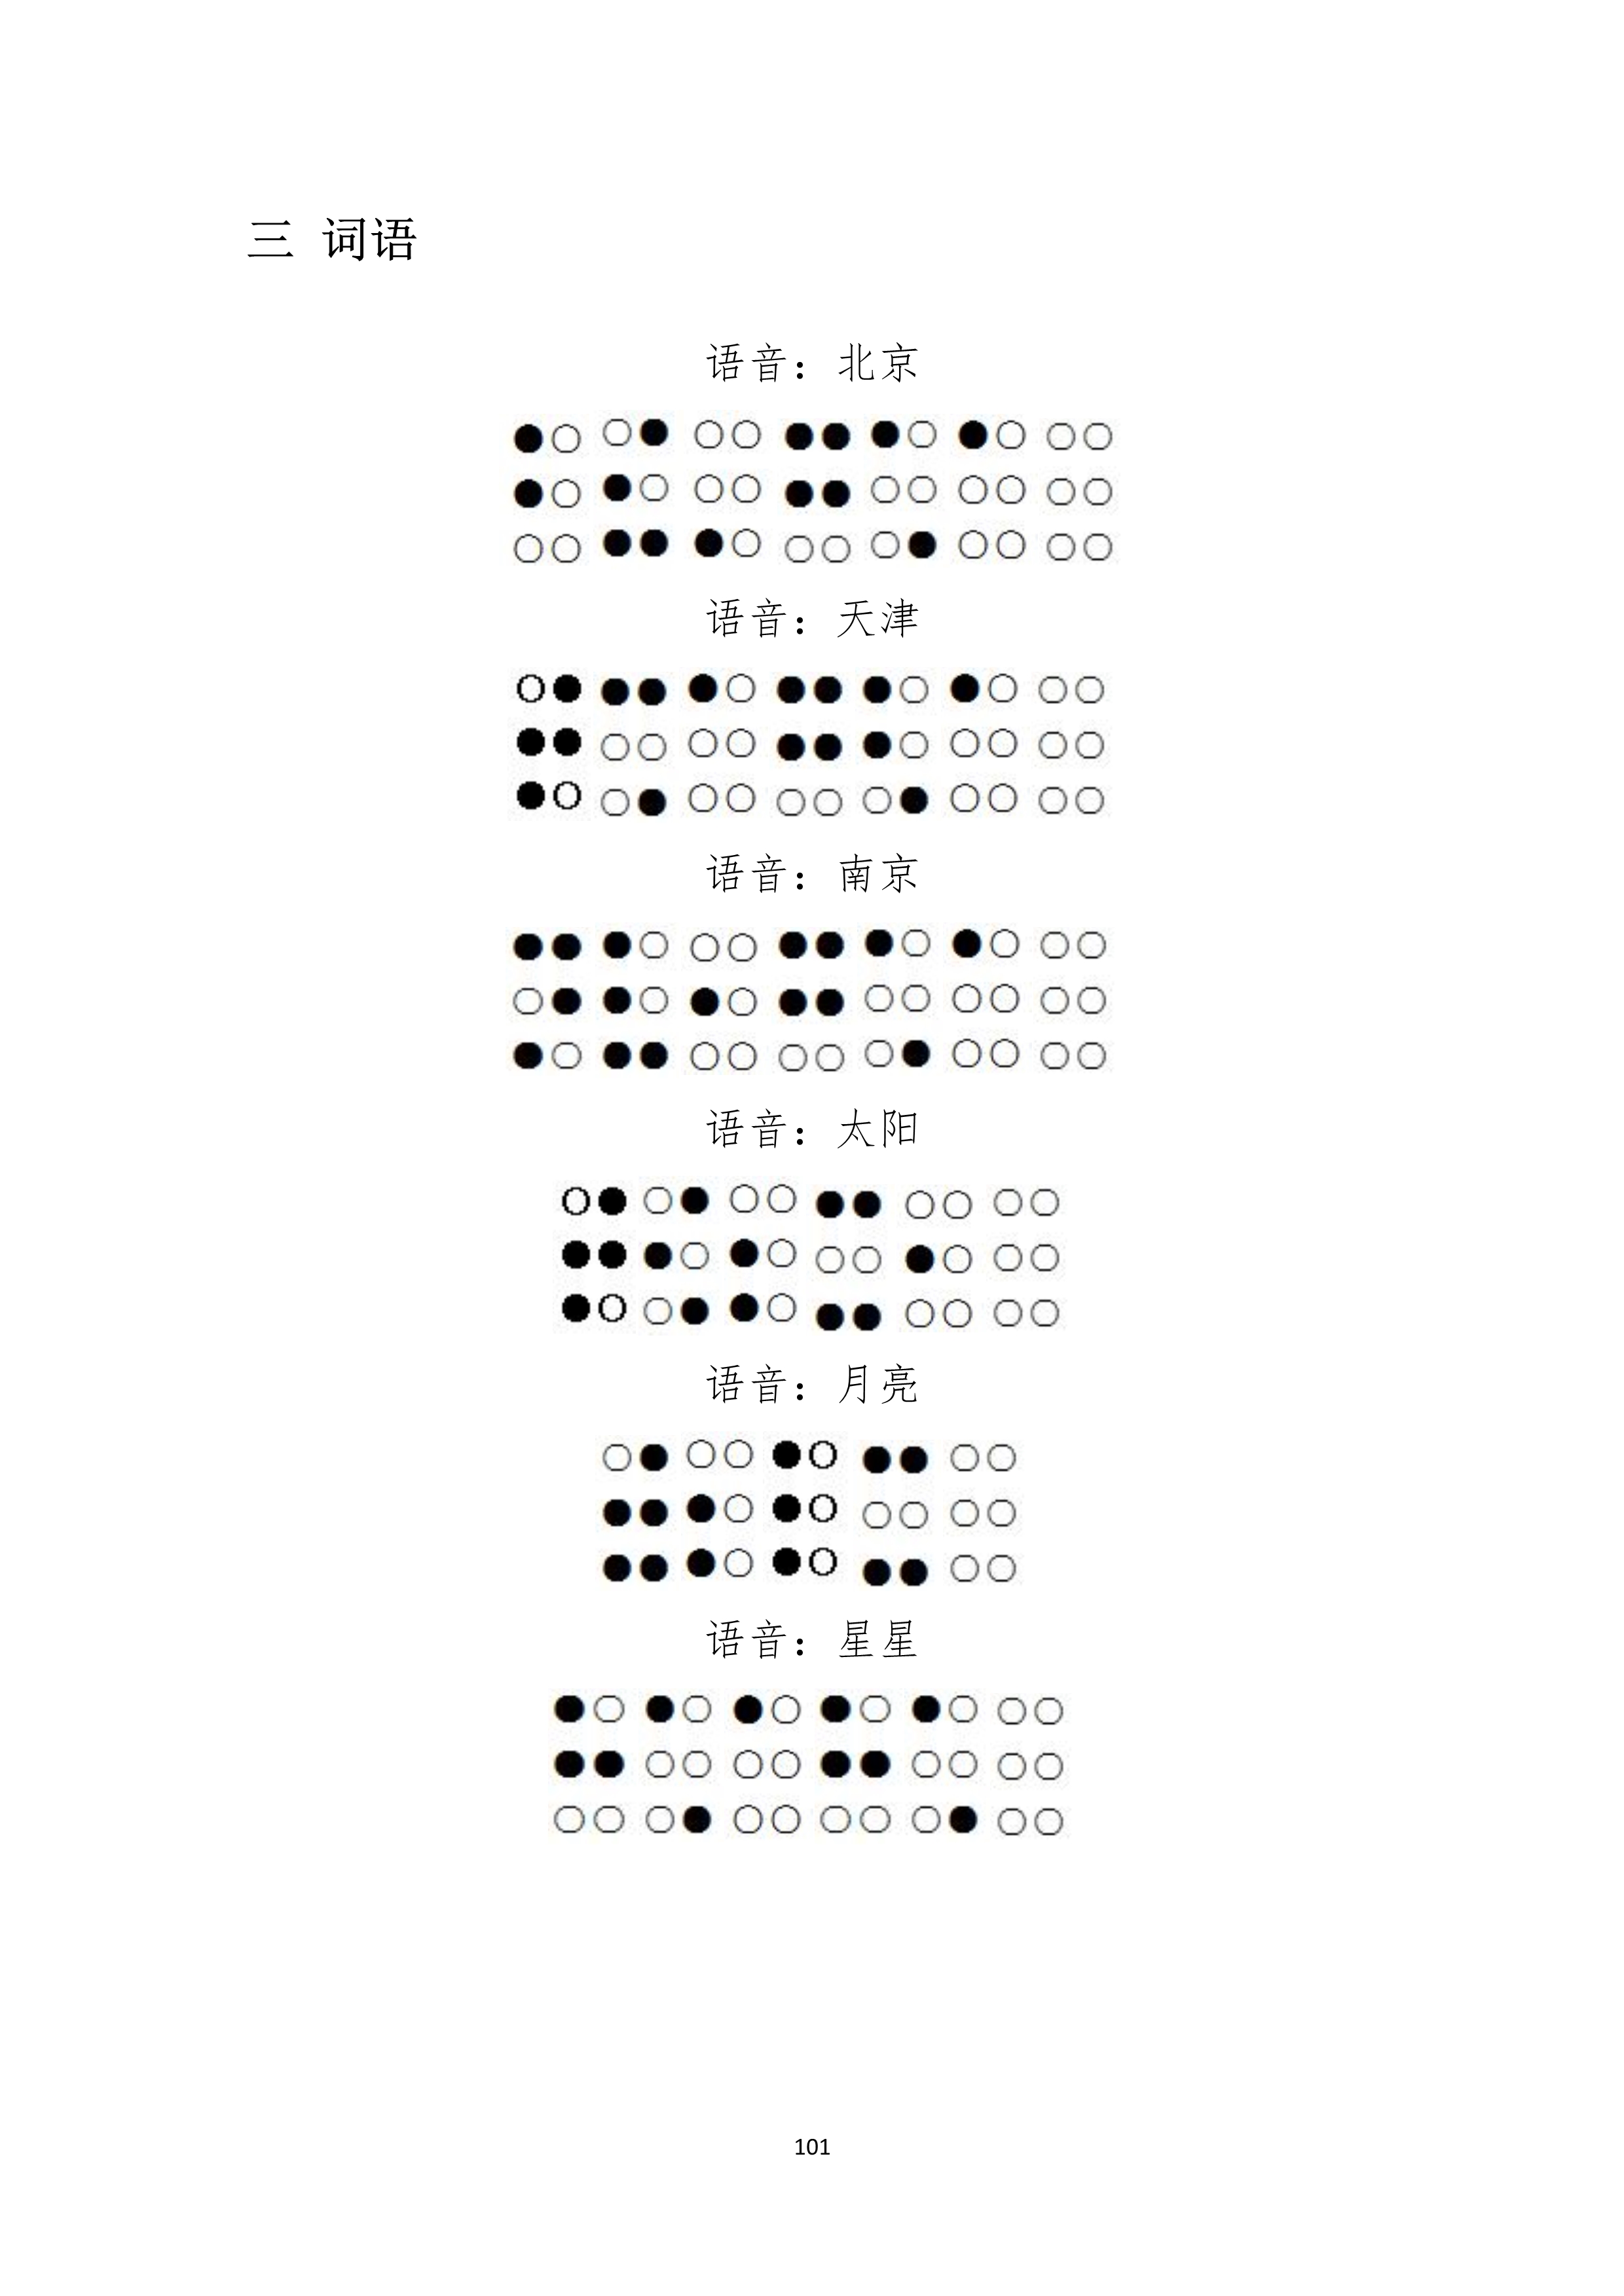 三 词语
语音：北京
●○ ○● ○○ ●● ●○ ●○ ○○
●○ ●○ ○○ ●● ○○ ○○ ○○
○○ ●● ●○ ○○ ○● ○○ ○○
语音：天津
○● ●● ●○ ●● ●○ ●○ ○○
●● ○○ ○○ ●● ●○ ○○ ○○
●○ ○● ○○ ○○ ○● ○○ ○○
语音：南京
●● ●○ ○○ ●● ●○ ●○ ○○
○● ●○ ●○ ●● ○○ ○○ ○○
●○ ●● ○○ ○○ ○● ○○ ○○
语音：太阳
○● ○● ○○ ●● ○○ ○○
●● ●○ ●○ ○○ ●○ ○○
●○ ○● ●○ ●● ○○ ○○
语音：月亮
○● ○○ ●○ ●● ○○
●● ●○ ●○ ○○ ○○
●● ●○ ●○ ●● ○○
语音：星星
●○ ●○ ●○ ●○ ●○ ○○
●● ○○ ○○ ●● ○○ ○○
○○ ○● ○○ ○○ ○● ○○
101